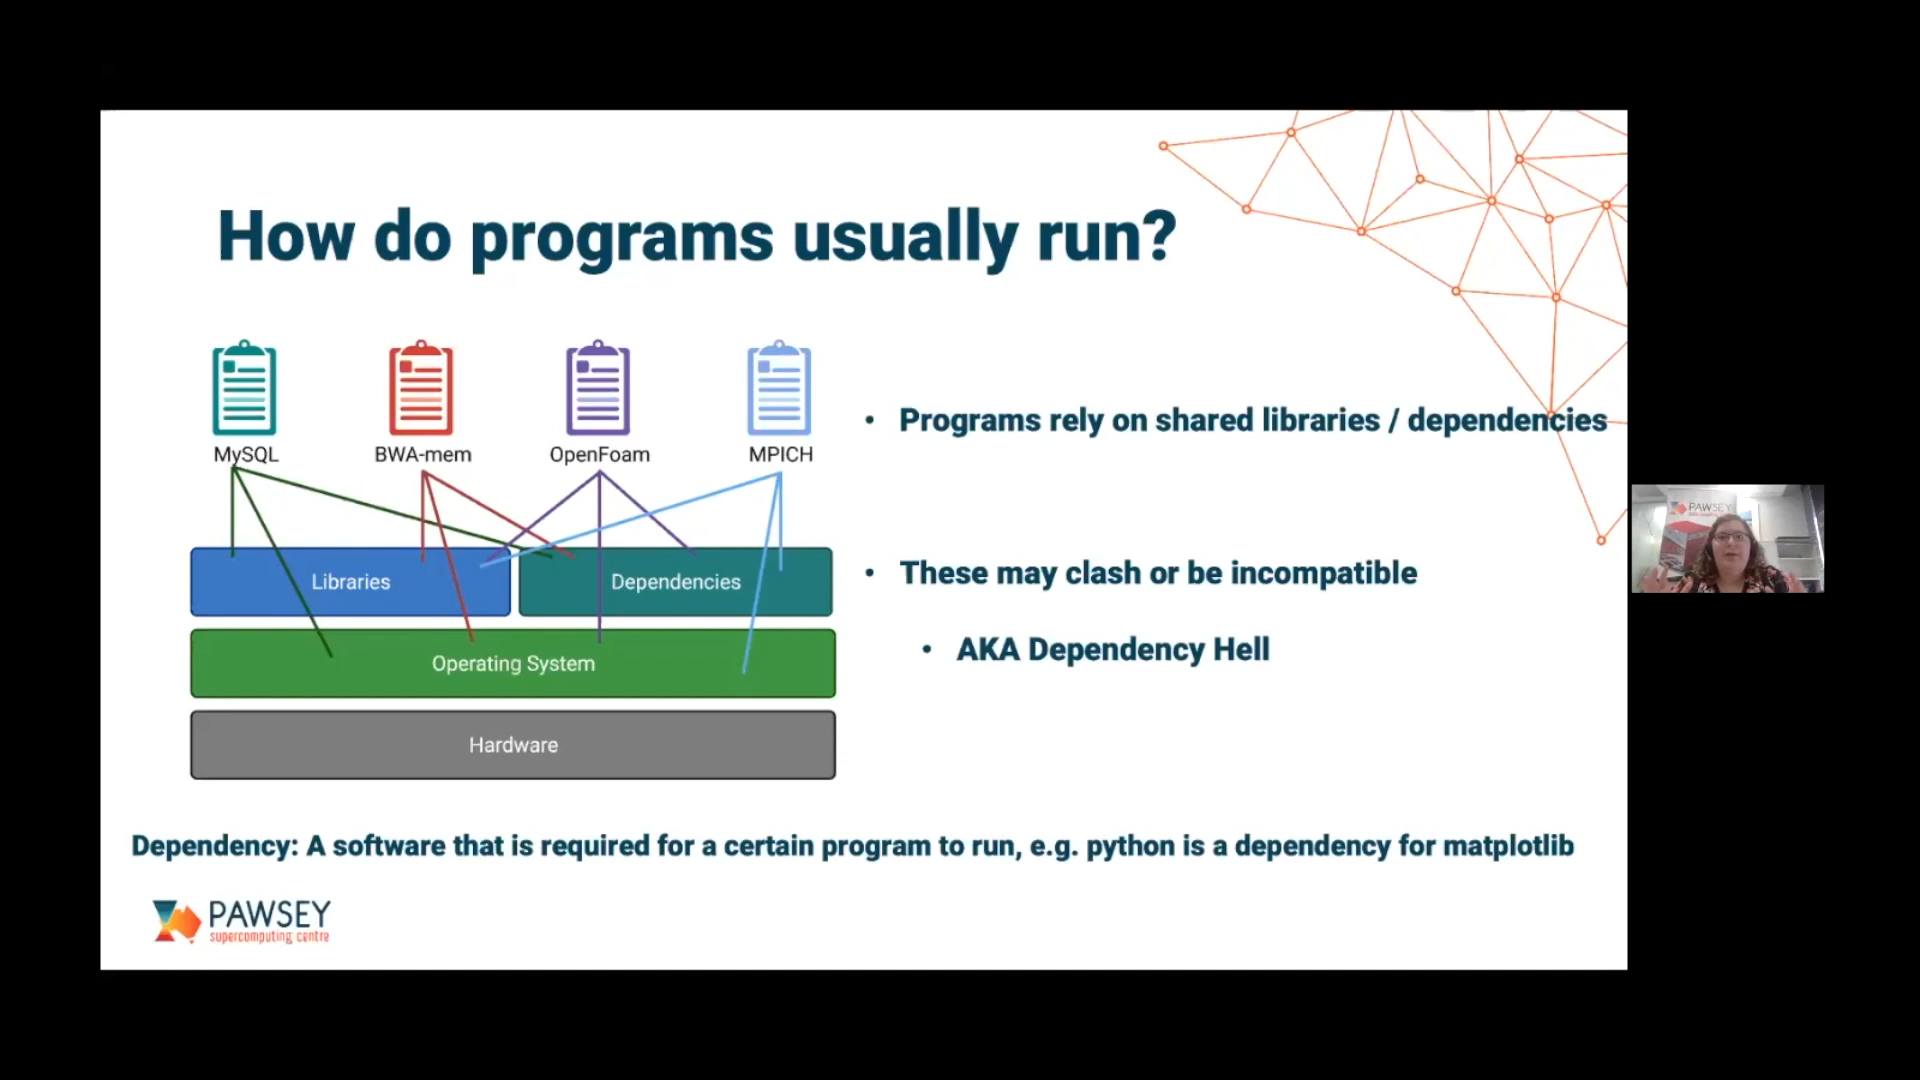 How do programs usually run?
MySQL
BWA-mem
OpenFoam
MPICH
Libraries
Dependencies
Operating System
Hardware
• Programs rely on shared libraries / dependencies
• These may clash or be incompatible
• AKA Dependency Hell
Dependency: A software that is required for a certain program to run, e.g. python is a dependency for matplotlib
PAWSEY
supercomputing centre
PAWSEY